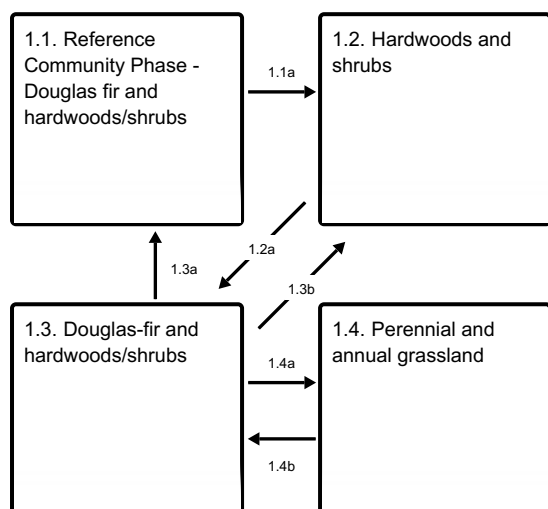 1.1. Reference
Community Phase -
Douglas fir and
hardwoods/shrubs
1.1a
1.2. Hardwoods and
shrubs
1.2a
1.3a
1.3b
1.3. Douglas-fir and
hardwoods/shrubs
1.4a
1.4b
1.4. Perennial and
annual grassland